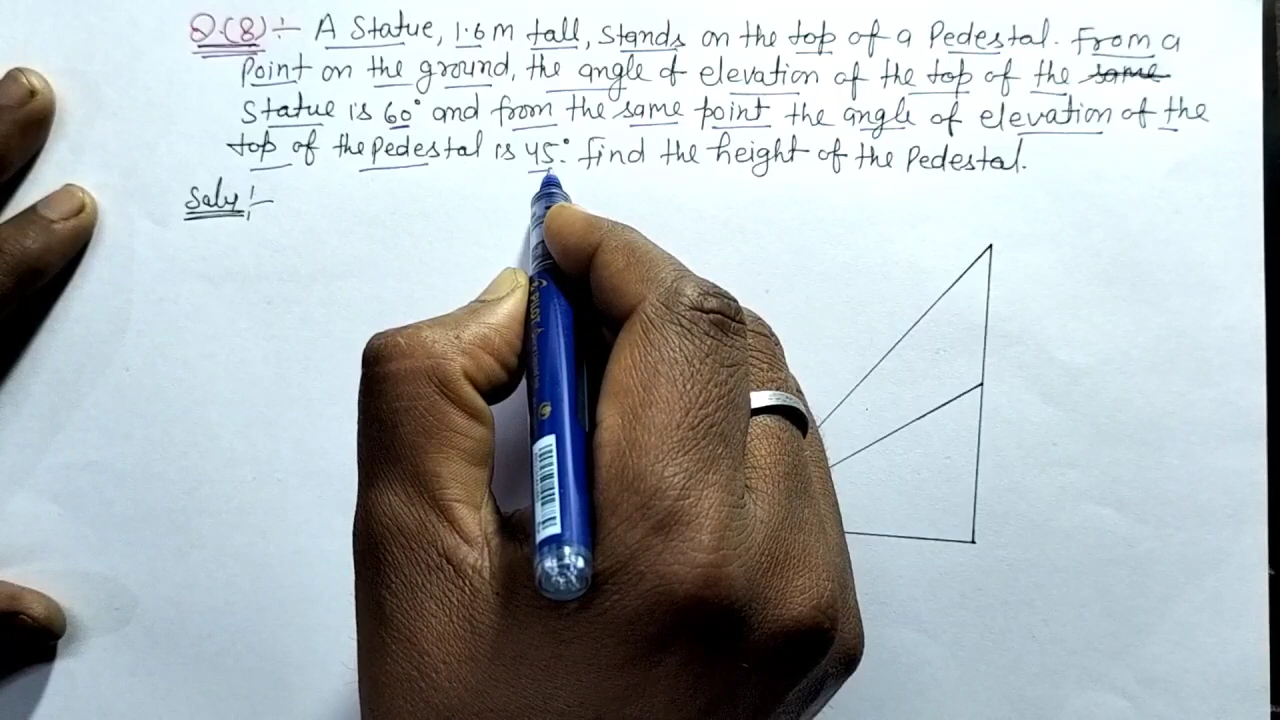 Q.(8) :- A Statue, 1.6 m tall, stands on the top of a Pedestal. From a
Point on the ground, the angle of elevation of the top of the same
Statue is 60° and from the same point the angle of elevation of the
top of the Pedestal is 45°. find the height of the Pedestal.
Soln :-
PILOT